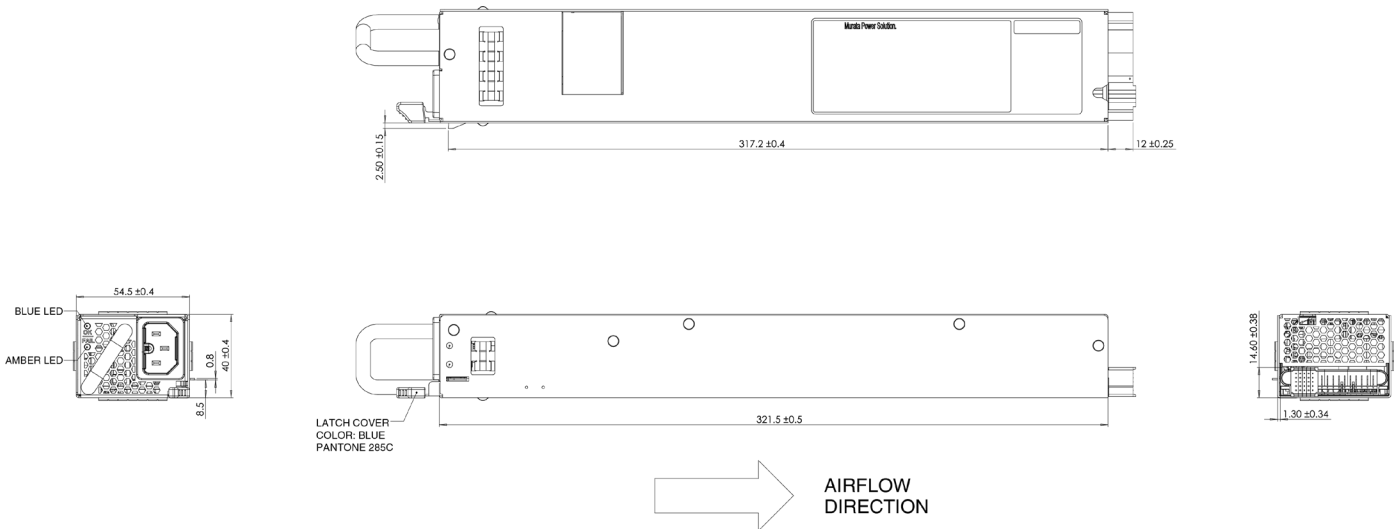 Murata Power Solution.
2.50 ±0.15
317.2 ±0.4
12 ±0.25
54.5 ±0.4
BLUE LED
AMBER LED
0.8
40 ±0.4
8.5
LATCH COVER
COLOR: BLUE
PANTONE 285C
321.5 ±0.5
14.60 ±0.38
1.30 ±0.34
AIRFLOW
DIRECTION